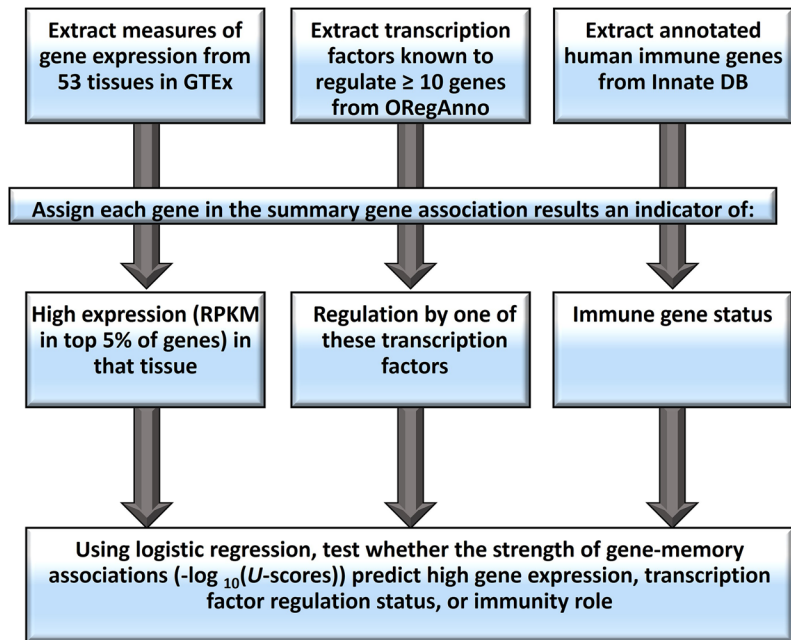 Extract measures of
gene expression from
53 tissues in GTEx
Extract transcription
factors known to
regulate ≥ 10 genes
from ORegAnno
Extract annotated
human immune genes
from Innate DB
Assign each gene in the summary gene association results an indicator of:
High expression (RPKM
in top 5% of genes) in
that tissue
Regulation by one of
these transcription
factors
Immune gene status
Using logistic regression, test whether the strength of gene-memory
associations (-log 10(U-scores)) predict high gene expression, transcription
factor regulation status, or immunity role